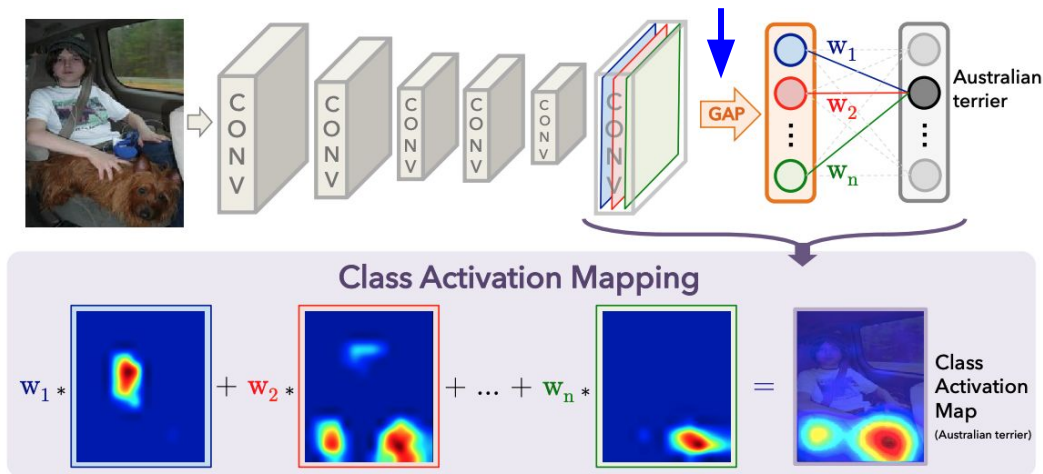 CONV
CONV
CONV
CONV
CONV
CONV
GAP
w1
w2
wn
Australian
terrier
Class Activation Mapping
w1 * + w2 * + ... + wn * =
Class
Activation
Map
(Australian terrier)